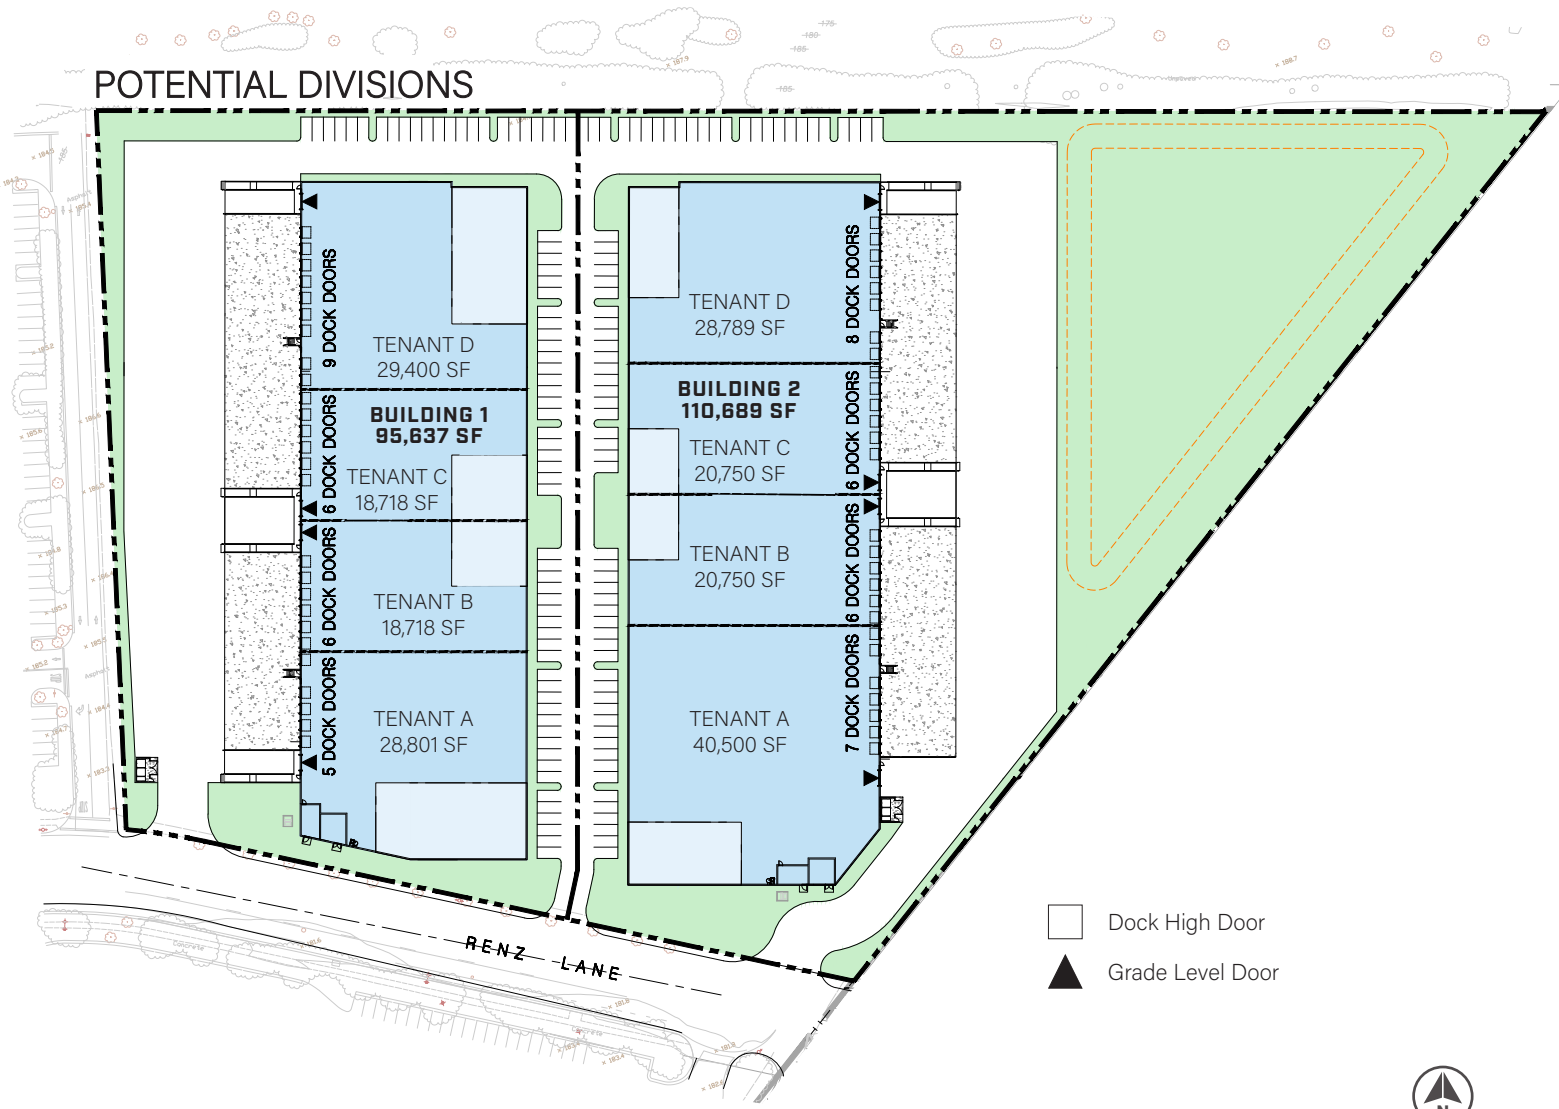 POTENTIAL DIVISIONS
9 DOCK DOORS
TENANT D
29,400 SF
BUILDING 1
95,637 SF
6 DOCK DOORS
TENANT C
18,718 SF
6 DOCK DOORS
TENANT B
18,718 SF
5 DOCK DOORS
TENANT A
28,801 SF
8 DOCK DOORS
TENANT D
28,789 SF
BUILDING 2
110,689 SF
6 DOCK DOORS
TENANT C
20,750 SF
6 DOCK DOORS
TENANT B
20,750 SF
7 DOCK DOORS
TENANT A
40,500 SF
RENZ LANE
Dock High Door
Grade Level Door
N